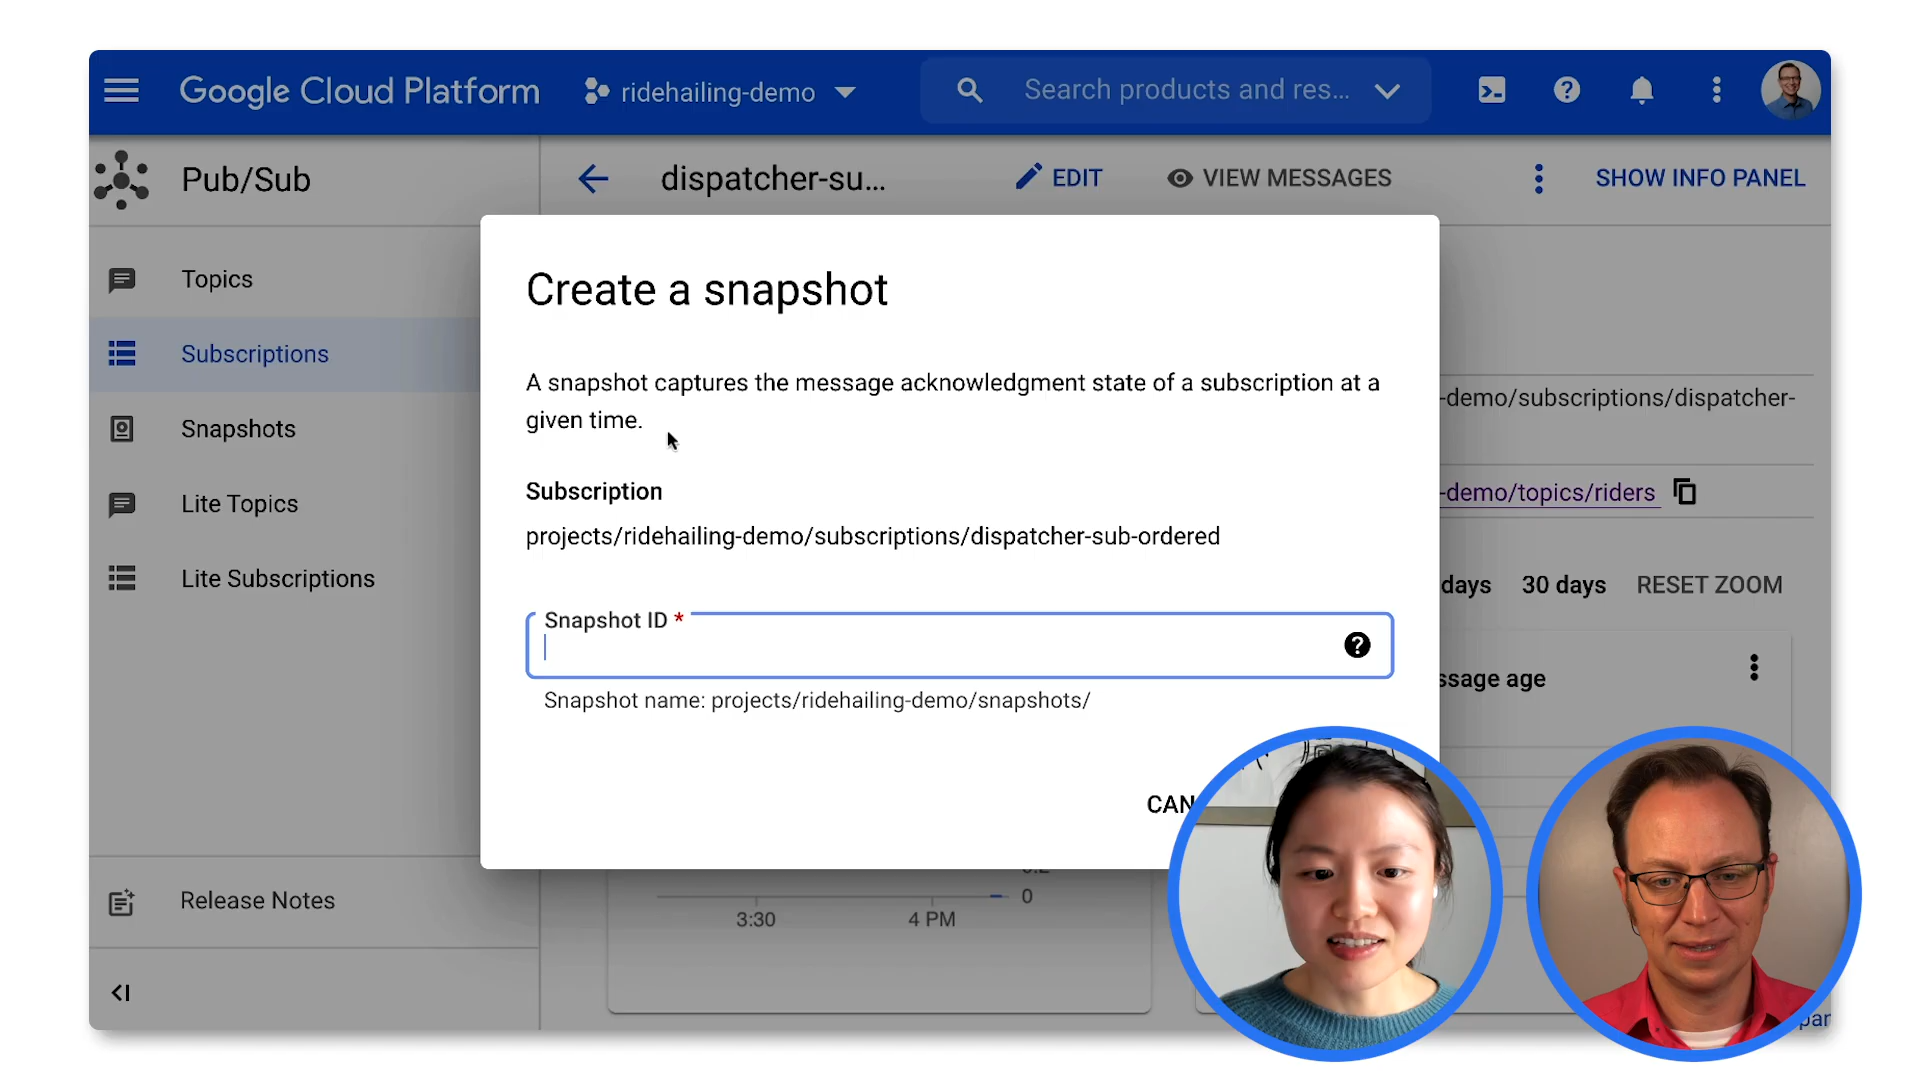 Google Cloud Platform
ridehailing-demo
Search products and res...
Pub/Sub
dispatcher-su...
EDIT
VIEW MESSAGES
SHOW INFO PANEL
Topics
Subscriptions
Snapshots
Lite Topics
Lite Subscriptions
Release Notes
Create a snapshot
A snapshot captures the message acknowledgment state of a subscription at a
given time.
Subscription
projects/ridehailing-demo/subscriptions/dispatcher-sub-ordered
Snapshot ID *
Snapshot name: projects/ridehailing-demo/snapshots/
CAN
-demo/subscriptions/dispatcher-
-demo/topics/riders
days
30 days
RESET ZOOM
ssage age
0
3:30
4 PM